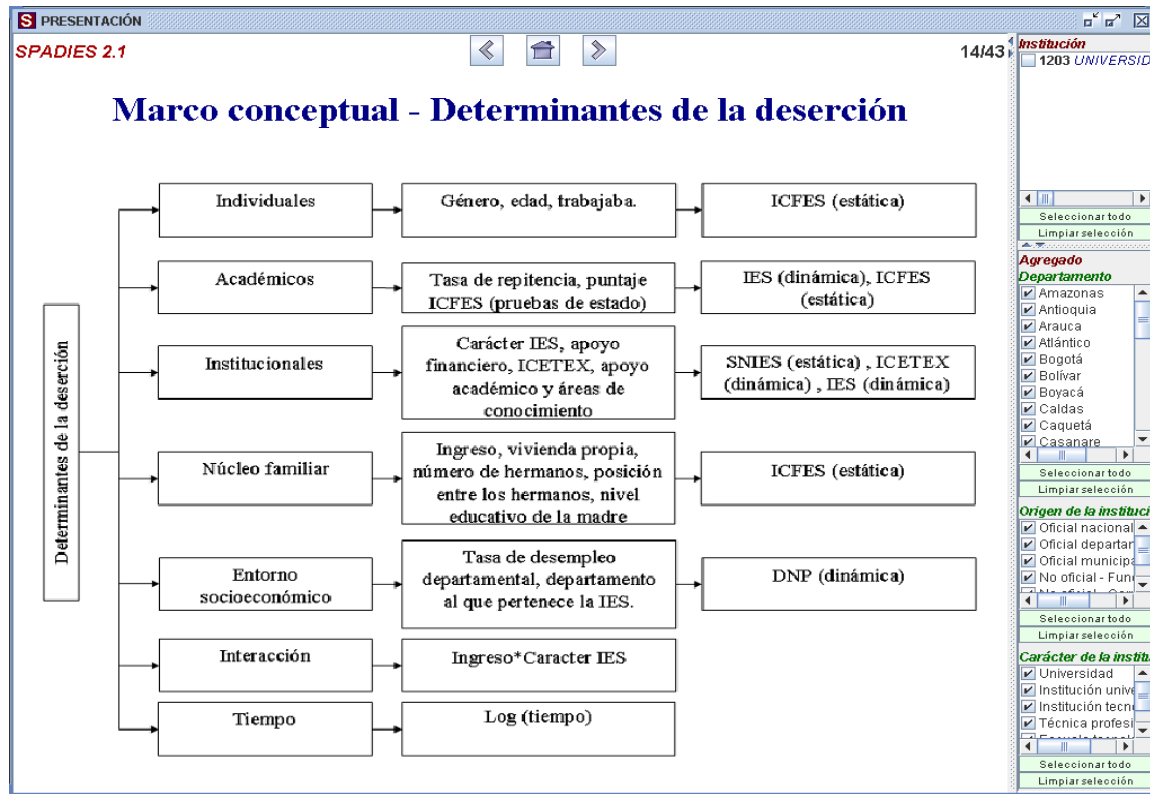 PRESENTACIÓN
SPADIES 2.1
14/43
Marco conceptual - Determinantes de la deserción
Determinantes de la deserción
Individuales
Género, edad, trabajaba.
ICFES (estática)
Académicos
Tasa de repitencia, puntaje
ICFES (pruebas de estado)
IES (dinámica), ICFES
(estática)
Institucionales
Carácter IES, apoyo
financiero, ICETEX, apoyo
académico y áreas de
conocimiento
SNIES (estática) , ICETEX
(dinámica) , IES (dinámica)
Núcleo familiar
Ingreso, vivienda propia,
número de hermanos, posición
entre los hermanos, nivel
educativo de la madre
ICFES (estática)
Entorno
socioeconómico
Tasa de desempleo
departamental, departamento
al que pertenece la IES.
DNP (dinámica)
Interacción
Ingreso*Caracter IES
Tiempo
Log (tiempo)
Institución
1203 UNIVERSID
Seleccionar todo
Limpiar selección
Agregado
Departamento
Amazonas
Antioquia
Arauca
Atlántico
Bogotá
Bolívar
Boyacá
Caldas
Caquetá
Casanare
Seleccionar todo
Limpiar selección
Origen de la instituci
Oficial nacional
Oficial departar
Oficial municipa
No oficial - Fun
Seleccionar todo
Limpiar selección
Carácter de la institu
Universidad
Institución unive
Institución tecn
Técnica profesi
Seleccionar todo
Limpiar selección